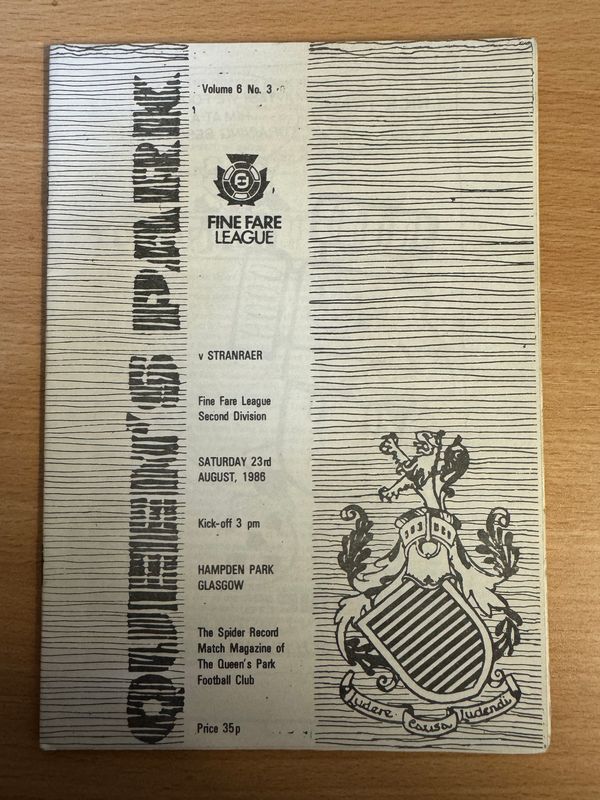 QUEEN'S PARK
Volume 6 No. 3
FINE FARE
LEAGUE
v STRANRAER
Fine Fare League
Second Division
SATURDAY 23rd
AUGUST, 1986
Kick-off 3 pm
HAMPDEN PARK
GLASGOW
The Spider Record
Match Magazine of
The Queen's Park
Football Club
Price 35p
Ludere Causa Ludendi